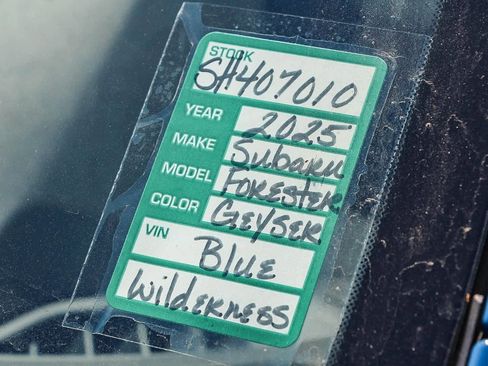 STOCK
SH407010
YEAR 2025
MAKE Subaru
MODEL FORESTER
COLOR GEYSER
VIN Blue
Wilderness